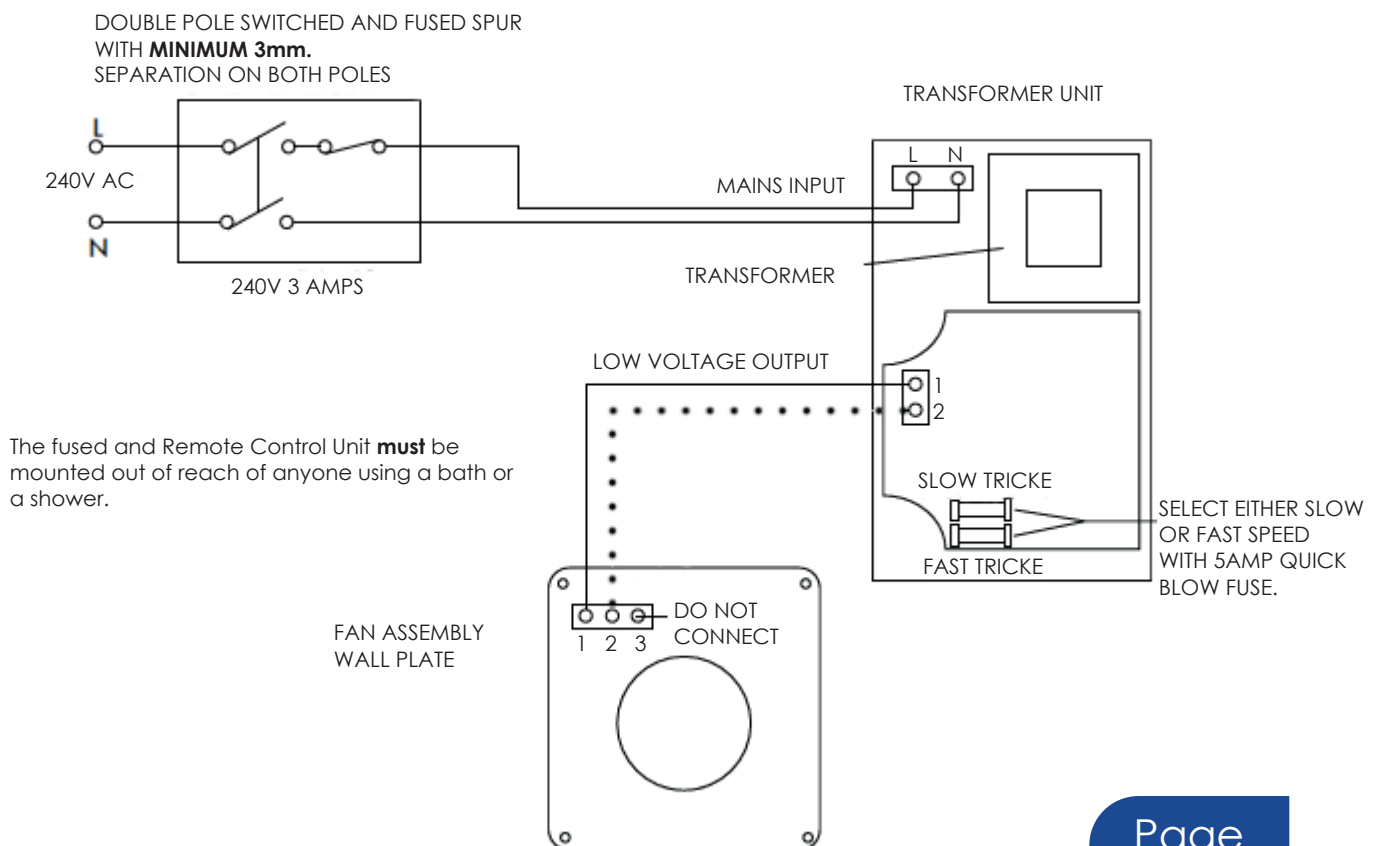 DOUBLE POLE SWITCHED AND FUSED SPUR
WITH MINIMUM 3mm.
SEPARATION ON BOTH POLES
L
240V AC
N
240V 3 AMPS
TRANSFORMER UNIT
L N
MAINS INPUT
TRANSFORMER
LOW VOLTAGE OUTPUT
1
2
The fused and Remote Control Unit must be
mounted out of reach of anyone using a bath or
a shower.
SLOW TRICKE
FAST TRICKE
SELECT EITHER SLOW
OR FAST SPEED
WITH 5AMP QUICK
BLOW FUSE.
FAN ASSEMBLY
WALL PLATE
1 2 3
DO NOT
CONNECT
Page